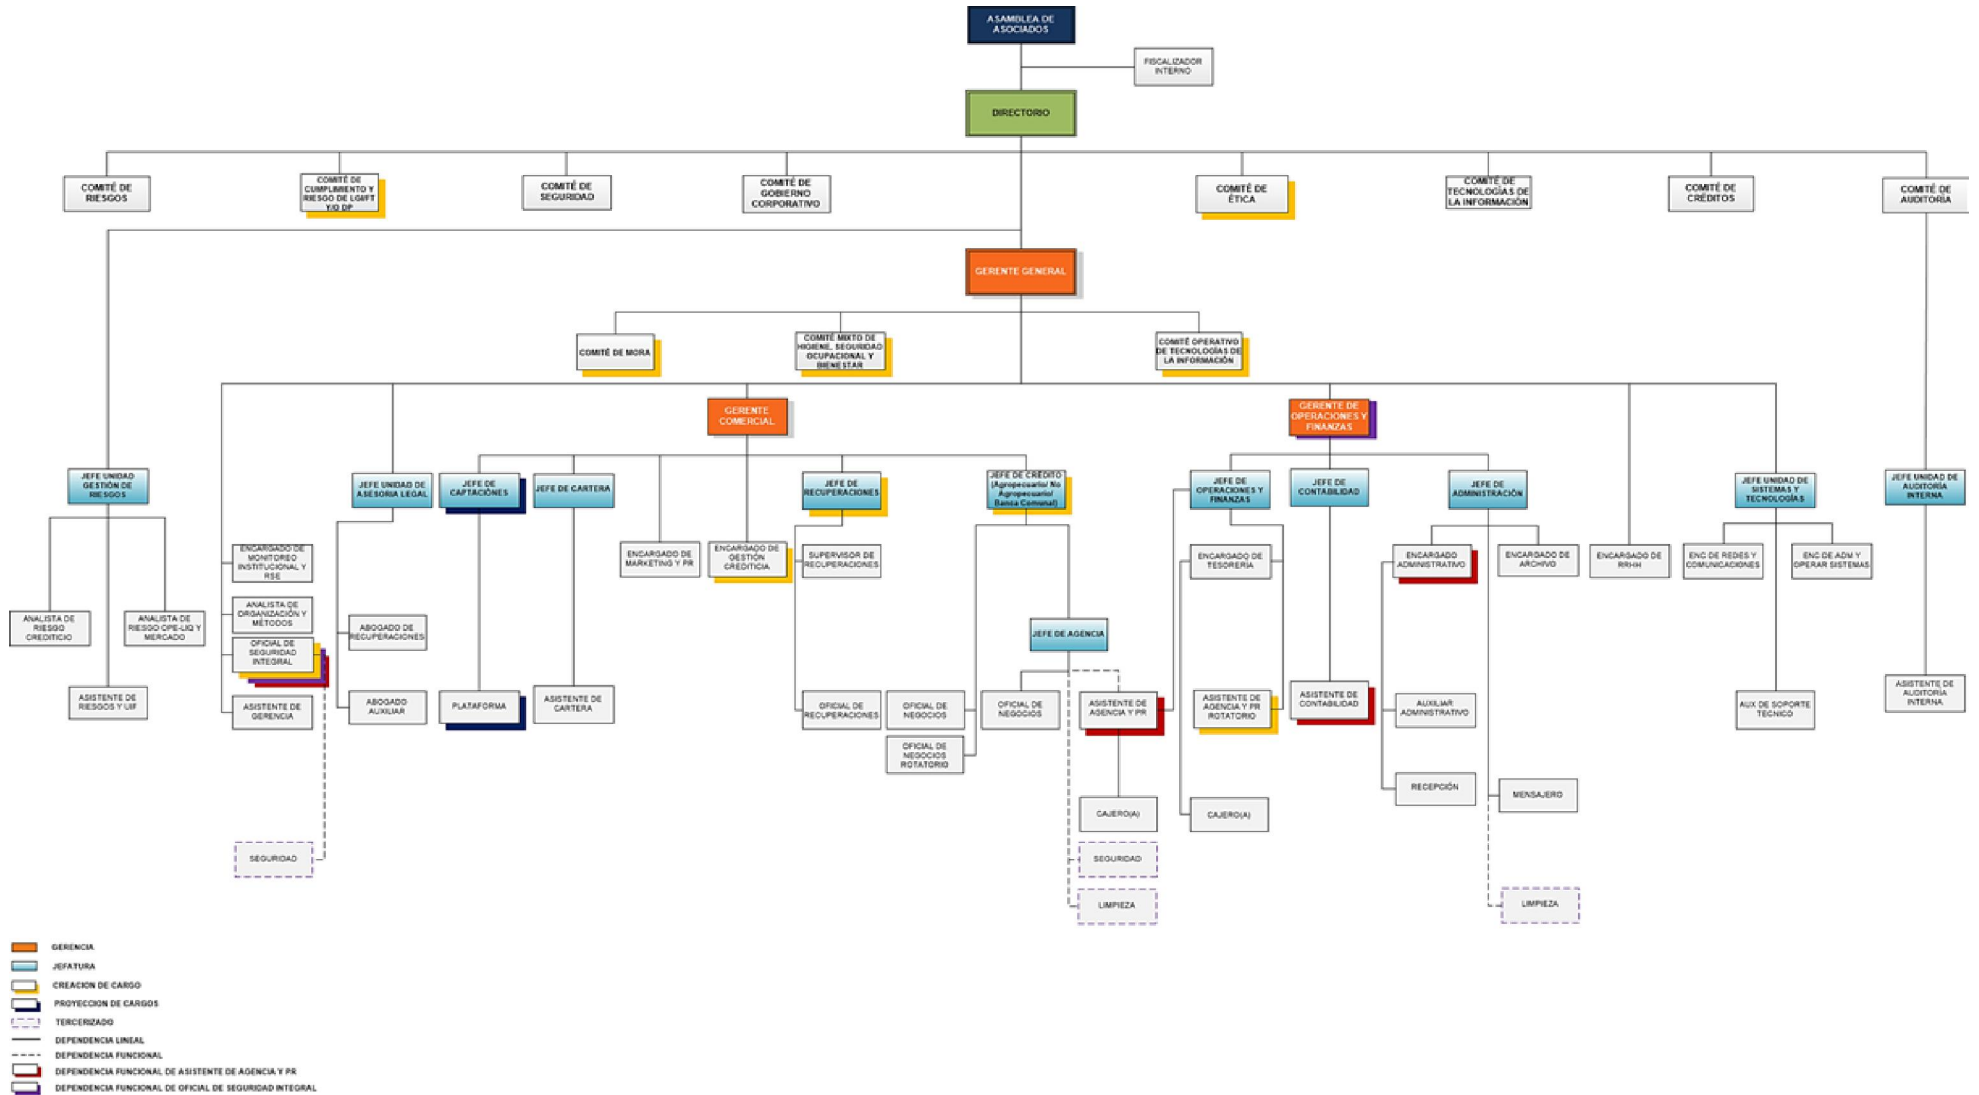 ASAMBLEA DE
ASOCIADOS
FISCALIZADOR
INTERNO
DIRECTORIO
COMITÉ DE
RIESGOS
COMITÉ DE
CUMPLIMIENTO Y
RIESGO DE LGI/FT
Y/O DP
COMITÉ DE
SEGURIDAD
COMITÉ DE
GOBIERNO
CORPORATIVO
COMITÉ DE
ÉTICA
COMITÉ DE
TECNOLOGÍAS DE
LA INFORMACIÓN
COMITÉ DE
CRÉDITOS
COMITÉ DE
AUDITORÍA
GERENTE GENERAL
COMITÉ DE MORA
COMITÉ MIXTO DE
HIGIENE, SEGURIDAD
OCUPACIONAL Y
BIENESTAR
COMITÉ OPERATIVO
DE TECNOLOGÍAS DE
LA INFORMACIÓN
GERENTE
COMERCIAL
GERENTE DE
OPERACIONES Y
FINANZAS
JEFE UNIDAD
GESTIÓN DE
RIESGOS
JEFE UNIDAD DE
ASESORIA LEGAL
JEFE DE
CAPTACIÓNES
JEFE DE CARTERA
JEFE DE
RECUPERACIONES
JEFE DE CRÉDITO
(Agropecuario/ No
Agropecuario/
Banca Comunal)
JEFE DE
OPERACIONES Y
FINANZAS
JEFE DE
CONTABILIDAD
JEFE DE
ADMINISTRACIÓN
JEFE UNIDAD DE
SISTEMAS Y
TECNOLOGÍAS
JEFE UNIDAD DE
AUDITORÍA
INTERNA
ENCARGADO DE
MONITOREO
INSTITUCIONAL Y
RSE
ENCARGADO DE
MARKETING Y PR
ENCARGADO DE
GESTIÓN
CREDITICIA
SUPERVISOR DE
RECUPERACIONES
ENCARGADO DE
TESORERÍA
ENCARGADO
ADMINISTRATIVO
ENCARGADO DE
ARCHIVO
ENCARGADO DE
RRHH
ENC DE REDES Y
COMUNICACIONES
ENC DE ADM Y
OPERAR SISTEMAS
ANALISTA DE
RIESGO
CREDITICIO
ANALISTA DE
RIESGO OPE-LIQ Y
MERCADO
ANALISTA DE
ORGANIZACIÓN Y
MÉTODOS
ABOGADO DE
RECUPERACIONES
JEFE DE AGENCIA
OFICIAL DE
SEGURIDAD
INTEGRAL
ASISTENTE DE
RIESGOS Y UIF
ASISTENTE DE
GERENCIA
ABOGADO
AUXILIAR
PLATAFORMA
ASISTENTE DE
CARTERA
OFICIAL DE
RECUPERACIONES
OFICIAL DE
NEGOCIOS
OFICIAL DE
NEGOCIOS
ASISTENTE DE
AGENCIA Y PR
ASISTENTE DE
AGENCIA Y PR
ROTATORIO
ASISTENTE DE
CONTABILIDAD
AUXILIAR
ADMINISTRATIVO
AUX DE SOPORTE
TECNICO
ASISTENTE DE
AUDITORÍA
INTERNA
OFICIAL DE
NEGOCIOS
ROTATORIO
RECEPCIÓN
MENSAJERO
CAJERO(A)
CAJERO(A)
SEGURIDAD
SEGURIDAD
LIMPIEZA
LIMPIEZA
GERENCIA
JEFATURA
CREACION DE CARGO
PROYECCION DE CARGOS
TERCERIZADO
DEPENDENCIA LINEAL
DEPENDENCIA FUNCIONAL
DEPENDENCIA FUNCIONAL DE ASISTENTE DE AGENCIA Y PR
DEPENDENCIA FUNCIONAL DE OFICIAL DE SEGURIDAD INTEGRAL